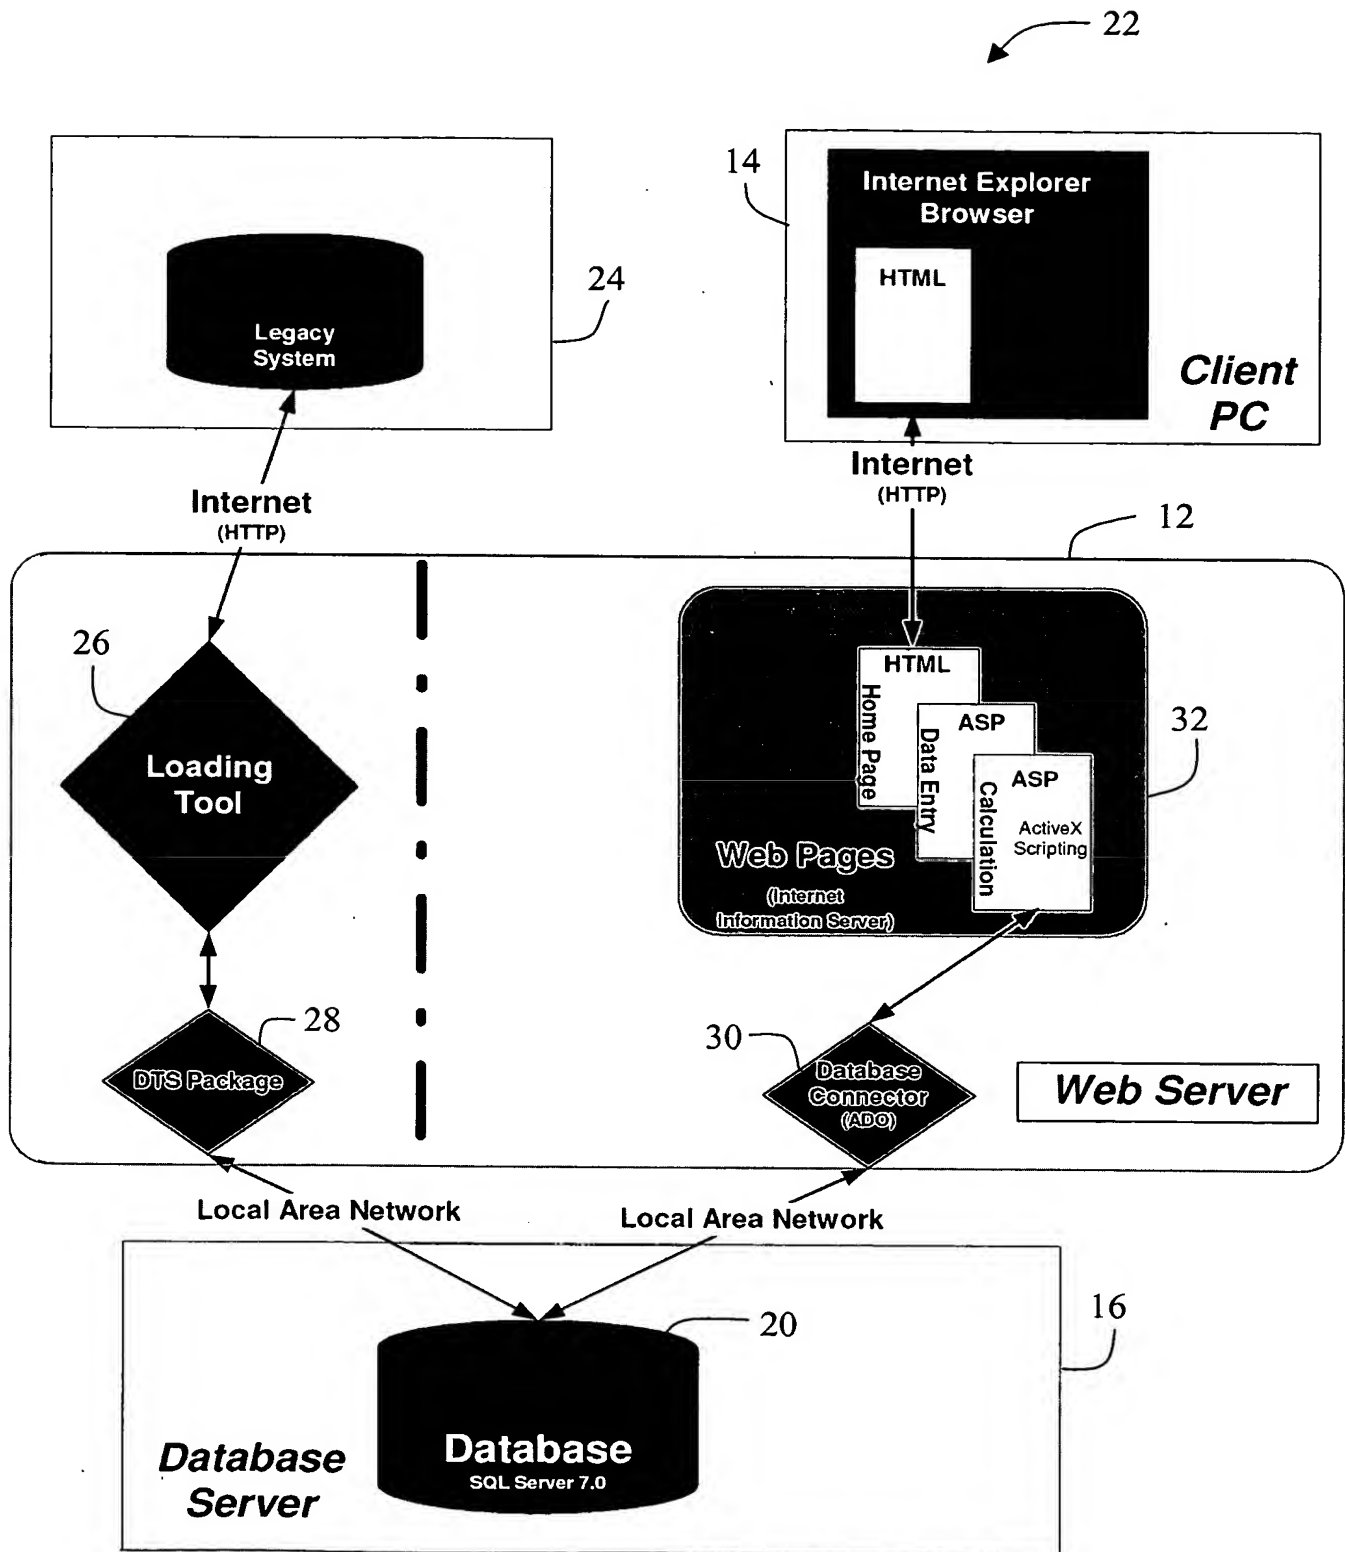 22
14
Internet Explorer
Browser
HTML
Client
PC
24
Legacy
System
Internet
(HTTP)
Internet
(HTTP)
12
26
Loading
Tool
HTML
Home Page
ASP
Data Entry
ASP
Calculation
ActiveX
Scripting
32
Web Pages
(Internet
Information Server)
28
DTS Package
30
Database
Connector
(ADO)
Web Server
Local Area Network
Local Area Network
20
16
Database
SQL Server 7.0
Database
Server